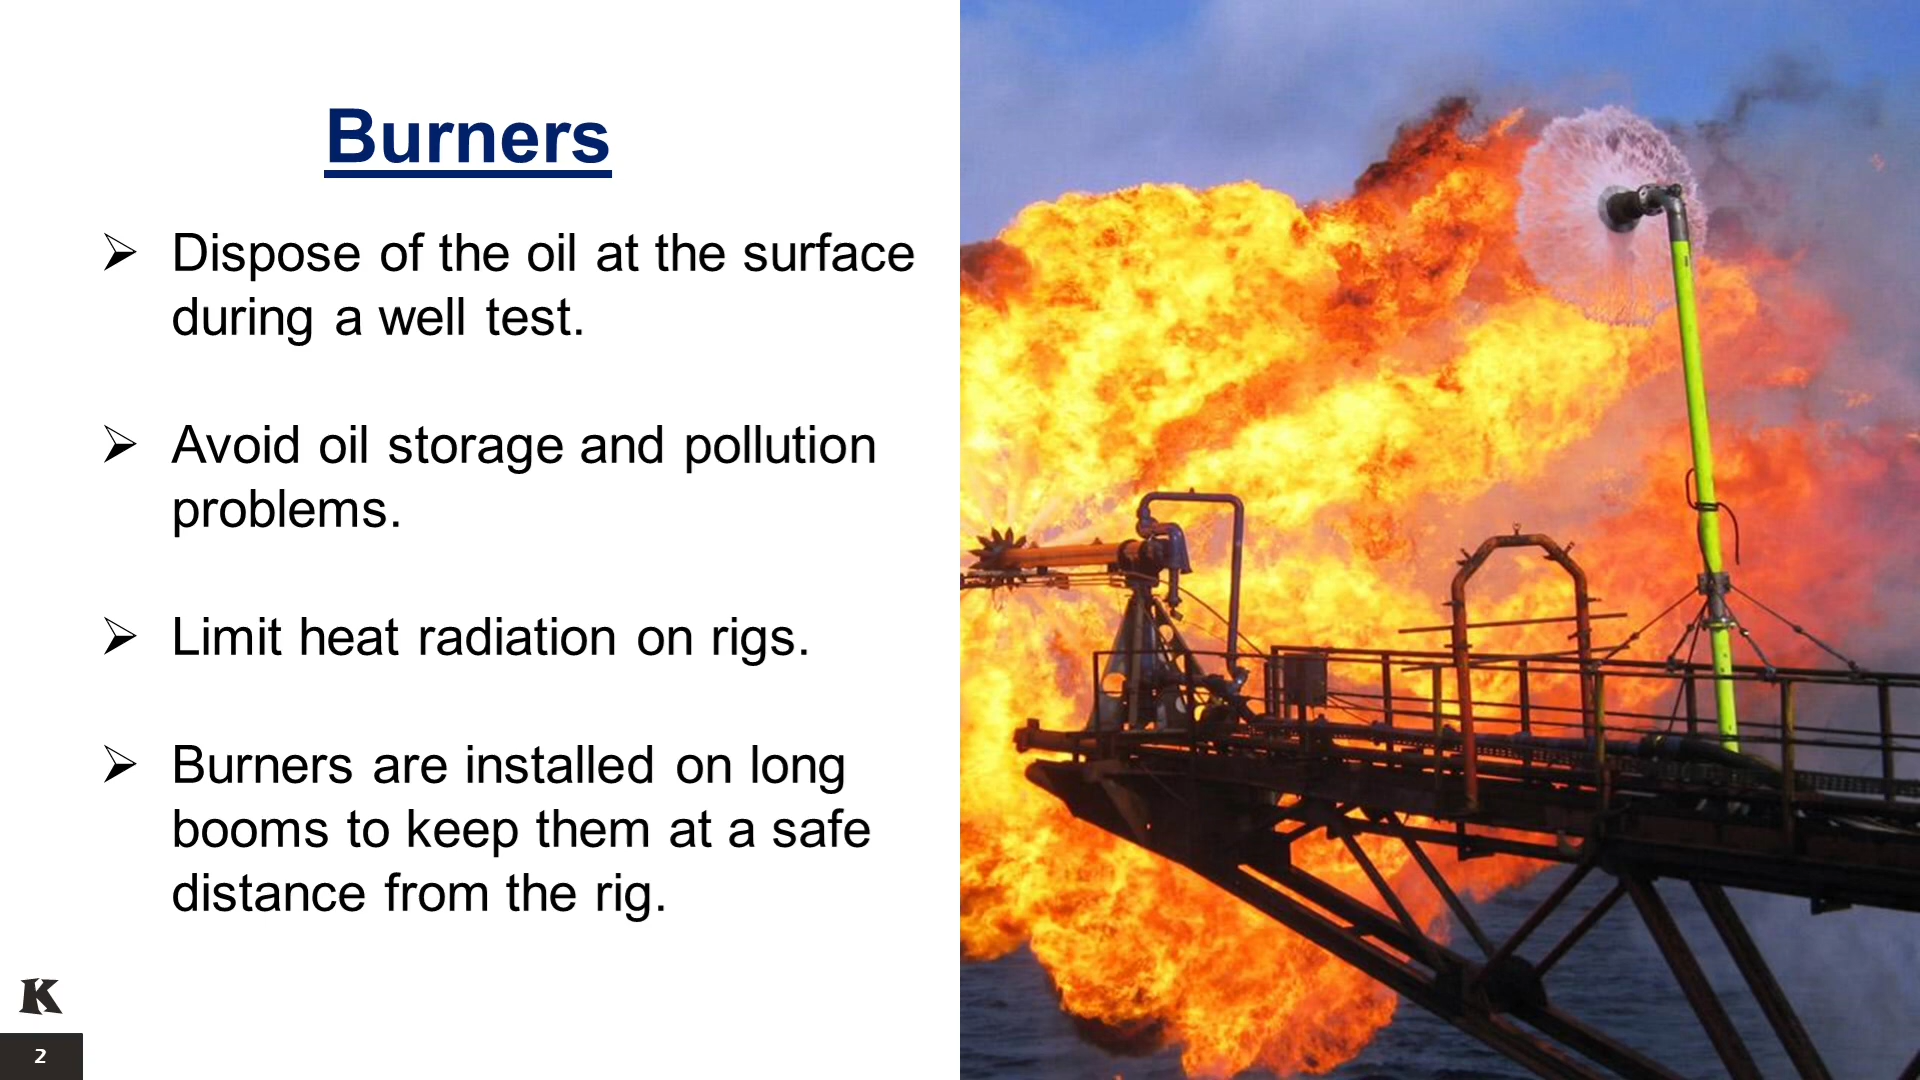 Burners
➢ Dispose of the oil at the surface
during a well test.
➢ Avoid oil storage and pollution
problems.
➢ Limit heat radiation on rigs.
➢ Burners are installed on long
booms to keep them at a safe
distance from the rig.
K
2